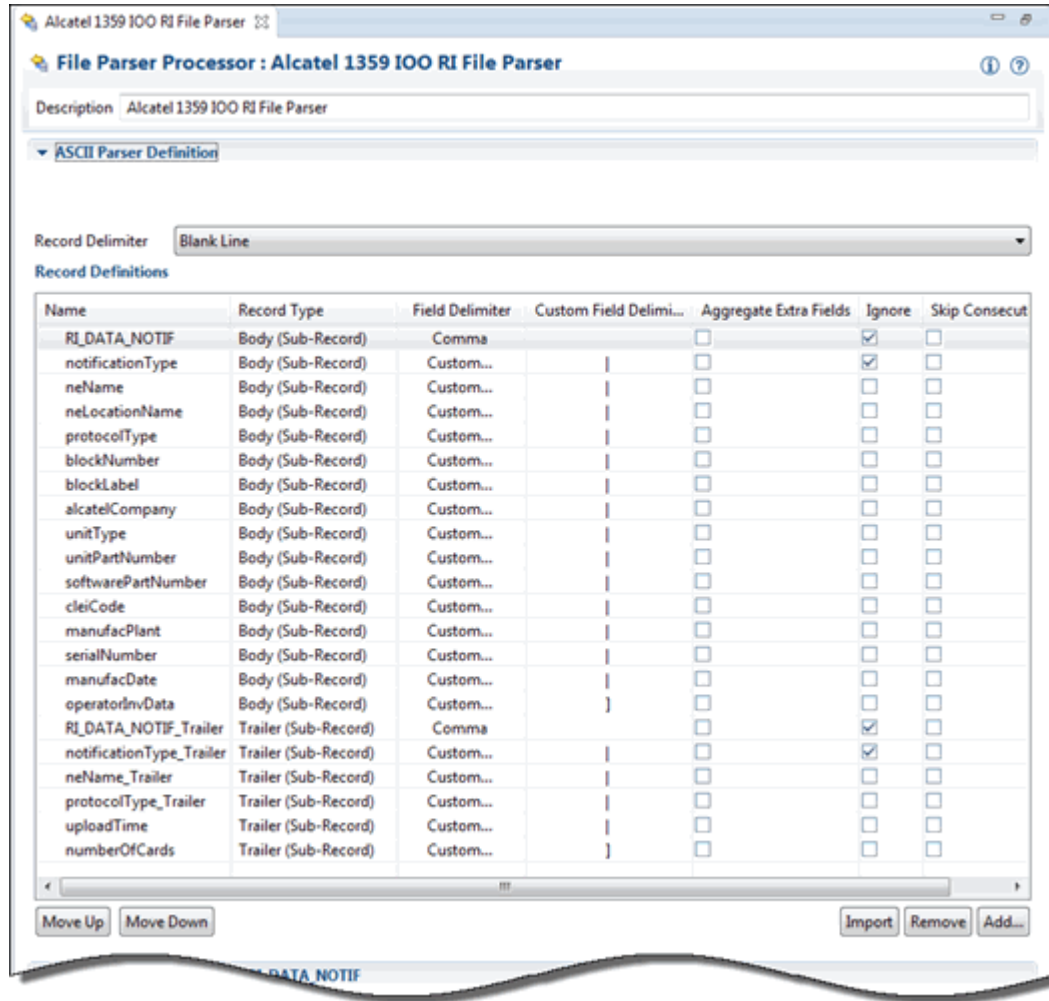 Alcatel 1359 IOO RI File Parser
File Parser Processor : Alcatel 1359 IOO RI File Parser
Description Alcatel 1359 IOO RI File Parser
ASCII Parser Definition
Record Delimiter Blank Line
Record Definitions
Name Record Type Field Delimiter Custom Field Delimi... Aggregate Extra Fields Ignore Skip Consecut
RI_DATA_NOTIF Body (Sub-Record) Comma
notificationType Body (Sub-Record) Custom... |
neName Body (Sub-Record) Custom... |
neLocationName Body (Sub-Record) Custom... |
protocolType Body (Sub-Record) Custom... |
blockNumber Body (Sub-Record) Custom... |
blockLabel Body (Sub-Record) Custom... |
alcatelCompany Body (Sub-Record) Custom... |
unitType Body (Sub-Record) Custom... |
unitPartNumber Body (Sub-Record) Custom... |
softwarePartNumber Body (Sub-Record) Custom... |
cleiCode Body (Sub-Record) Custom... |
manufacPlant Body (Sub-Record) Custom... |
serialNumber Body (Sub-Record) Custom... |
manufacDate Body (Sub-Record) Custom... |
operatorInvData Body (Sub-Record) Custom... ]
RI_DATA_NOTIF_Trailer Trailer (Sub-Record) Comma
notificationType_Trailer Trailer (Sub-Record) Custom... |
neName_Trailer Trailer (Sub-Record) Custom... |
protocolType_Trailer Trailer (Sub-Record) Custom... |
uploadTime Trailer (Sub-Record) Custom... |
numberOfCards Trailer (Sub-Record) Custom... ]
Move Up Move Down Import Remove Add...
DATA_NOTIF